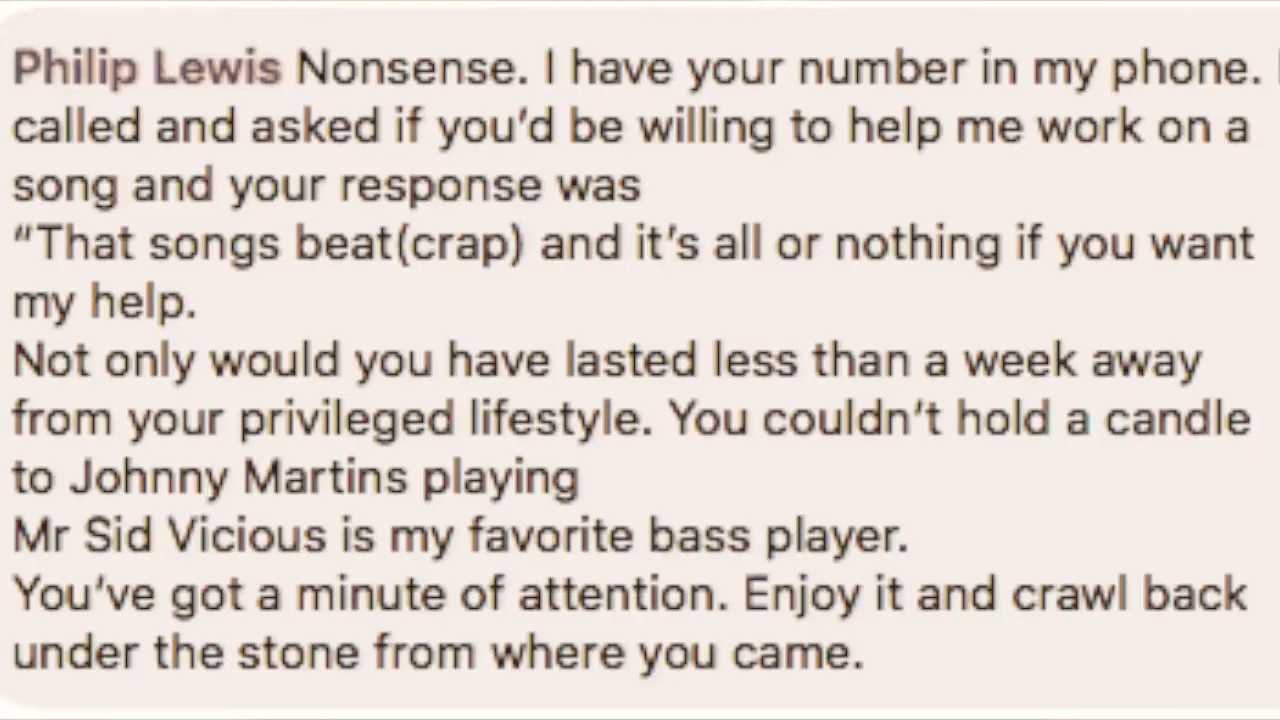 Philip Lewis Nonsense. I have your number in my phone.
called and asked if you’d be willing to help me work on a
song and your response was
“That songs beat(crap) and it’s all or nothing if you want
my help.
Not only would you have lasted less than a week away
from your privileged lifestyle. You couldn’t hold a candle
to Johnny Martins playing
Mr Sid Vicious is my favorite bass player.
You’ve got a minute of attention. Enjoy it and crawl back
under the stone from where you came.